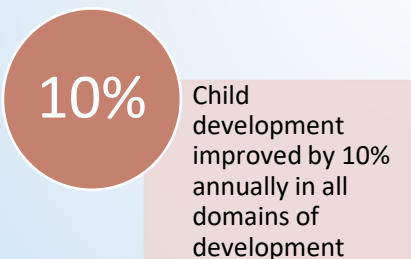 10%
Child
development
improved by 10%
annually in all
domains of
development